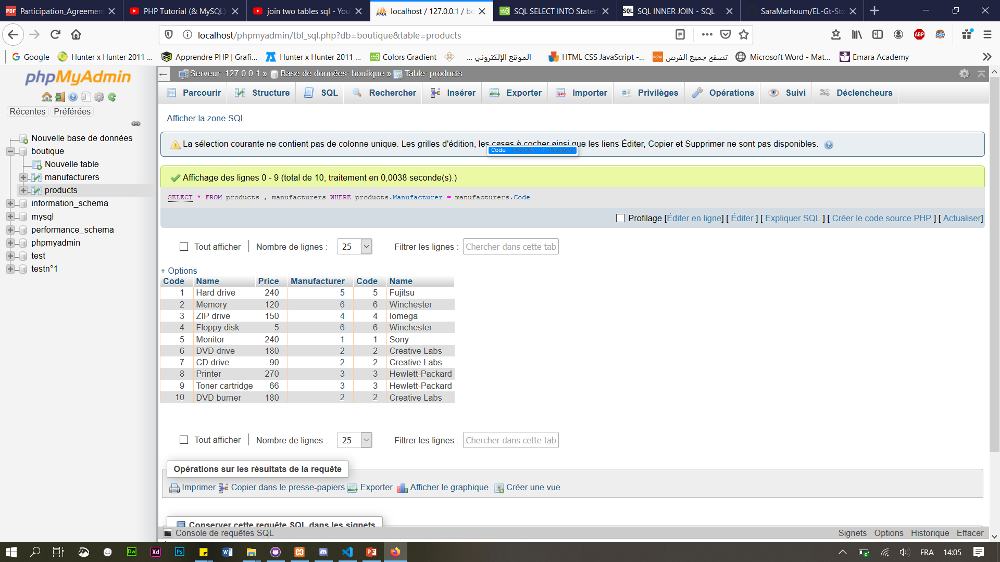 Participation_Agreemen
PHP Tutorial (& MySQL)
join two tables sql - You
localhost / 127.0.0.1 / bo
SQL SELECT INTO Statem
SQL INNER JOIN - SQL
SaraMarhoum/EL-Gt-Sto
localhost/phpmyadmin/tbl_sql.php?db=boutique&table=products
Google
Hunter x Hunter 2011 ...
Apprendre PHP | Grafi...
Hunter x Hunter 2011 ...
Colors Gradient
الموقع الإلكتروني ...
HTML CSS JavaScript -...
تصفح جميع الفرص
Microsoft Word - Mat...
Emara Academy
phpMyAdmin
Récentes Préférées
Nouvelle base de données
boutique
Nouvelle table
manufacturers
products
information_schema
mysql
performance_schema
phpmyadmin
test
testn°1
Serveur: 127.0.0.1 » Base de données: boutique » Table: products
Parcourir Structure SQL Rechercher Insérer Exporter Importer Privilèges Opérations Suivi Déclencheurs
Afficher la zone SQL
La sélection courante ne contient pas de colonne unique. Les grilles d'édition, les cases à cocher ainsi que les liens Éditer, Copier et Supprimer ne sont pas disponibles.
Code int(11) | Primary
Affichage des lignes 0 - 9 (total de 10, traitement en 0,0038 seconde(s).)
SELECT * FROM products , manufacturers WHERE products.Manufacturer = manufacturers.Code
Profilage [Éditer en ligne] [ Éditer ] [ Expliquer SQL ] [ Créer le code source PHP ] [ Actualiser]
Tout afficher Nombre de lignes : 25 Filtrer les lignes : Chercher dans cette tab
+ Options
Code Name Price Manufacturer Code Name
1 Hard drive 240 5 5 Fujitsu
2 Memory 120 6 6 Winchester
3 ZIP drive 150 4 4 Iomega
4 Floppy disk 5 6 6 Winchester
5 Monitor 240 1 1 Sony
6 DVD drive 180 2 2 Creative Labs
7 CD drive 90 2 2 Creative Labs
8 Printer 270 3 3 Hewlett-Packard
9 Toner cartridge 66 3 3 Hewlett-Packard
10 DVD burner 180 2 2 Creative Labs
Tout afficher Nombre de lignes : 25 Filtrer les lignes : Chercher dans cette tab
Opérations sur les résultats de la requête
Imprimer Copier dans le presse-papiers Exporter Afficher le graphique Créer une vue
Conserver cette requête SQL dans les signets
Console de requêtes SQL
Signets Options Historique Effacer
FRA 14:05